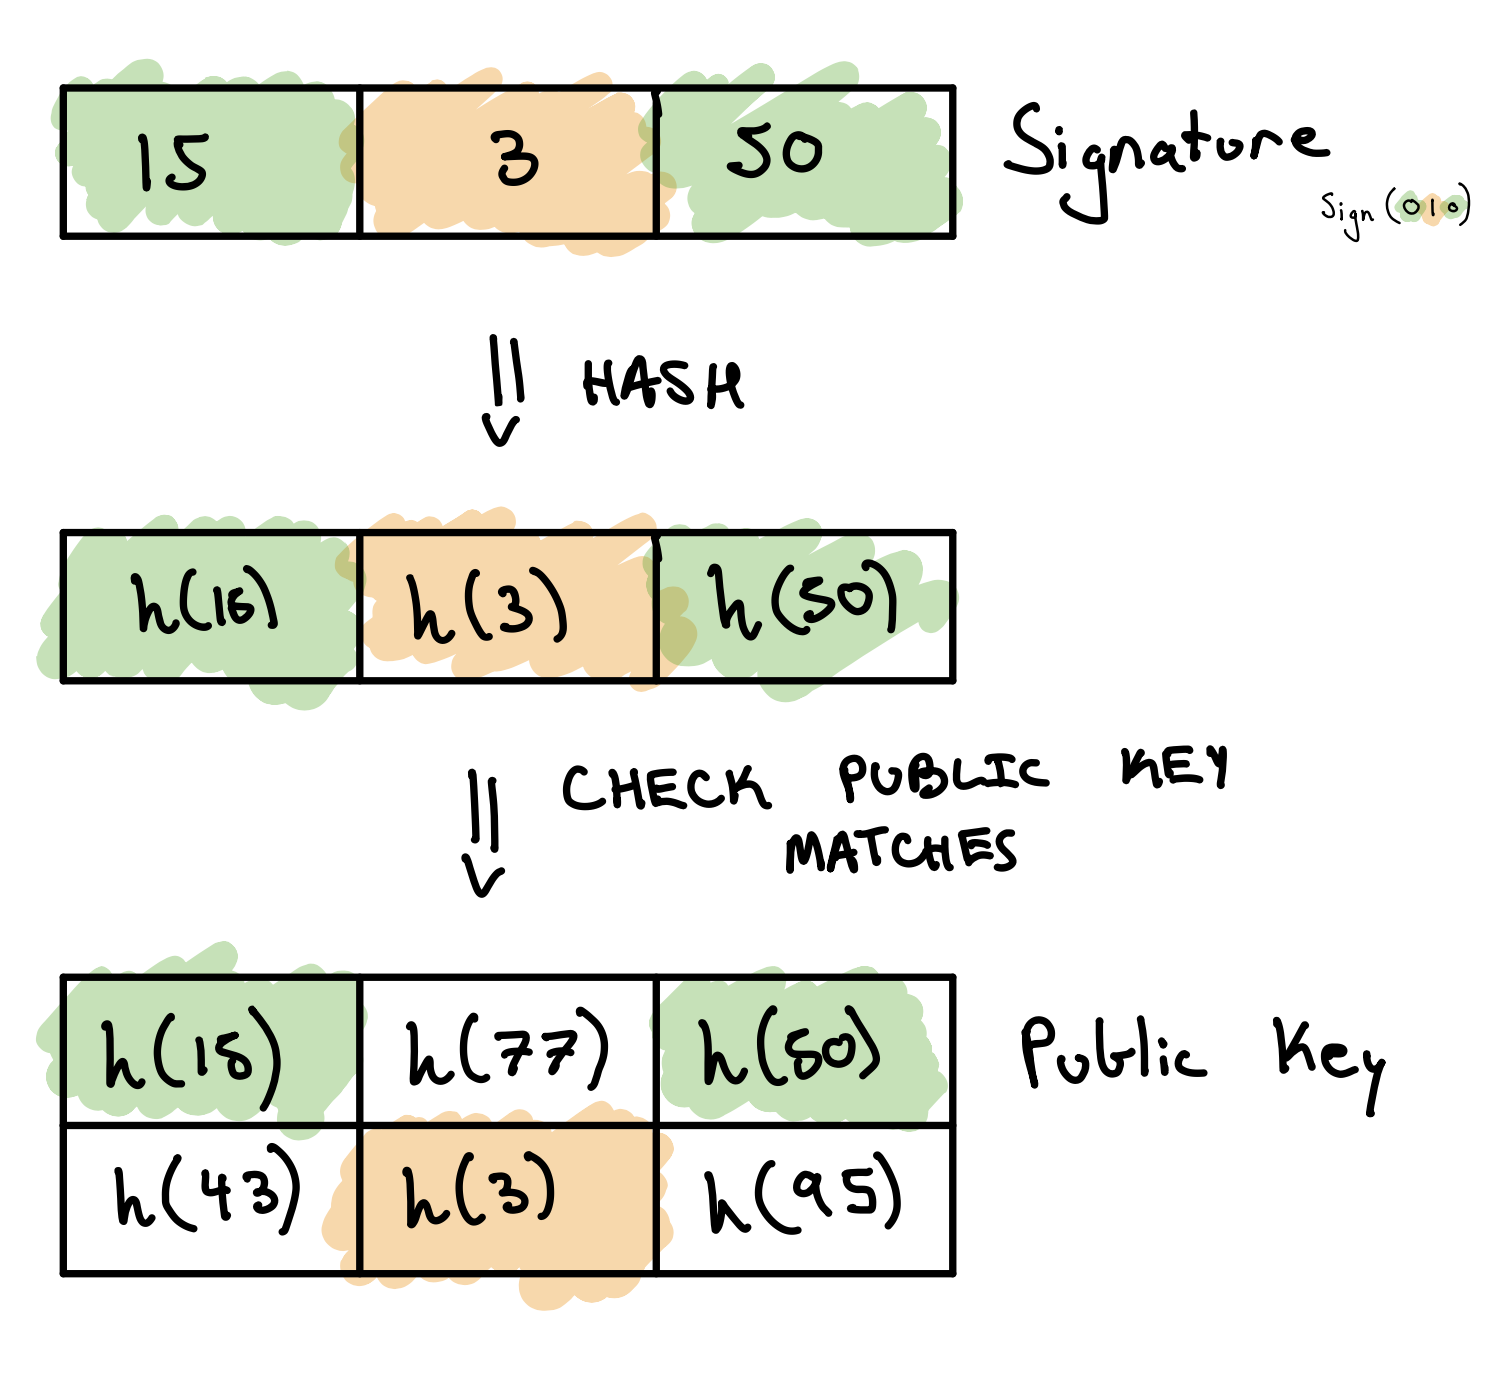 15 3 50 Signature
Sign (010)
HASH
h(15) h(3) h(50)
CHECK PUBLIC KEY
MATCHES
h(15) h(77) h(50) Public Key
h(43) h(3) h(95)